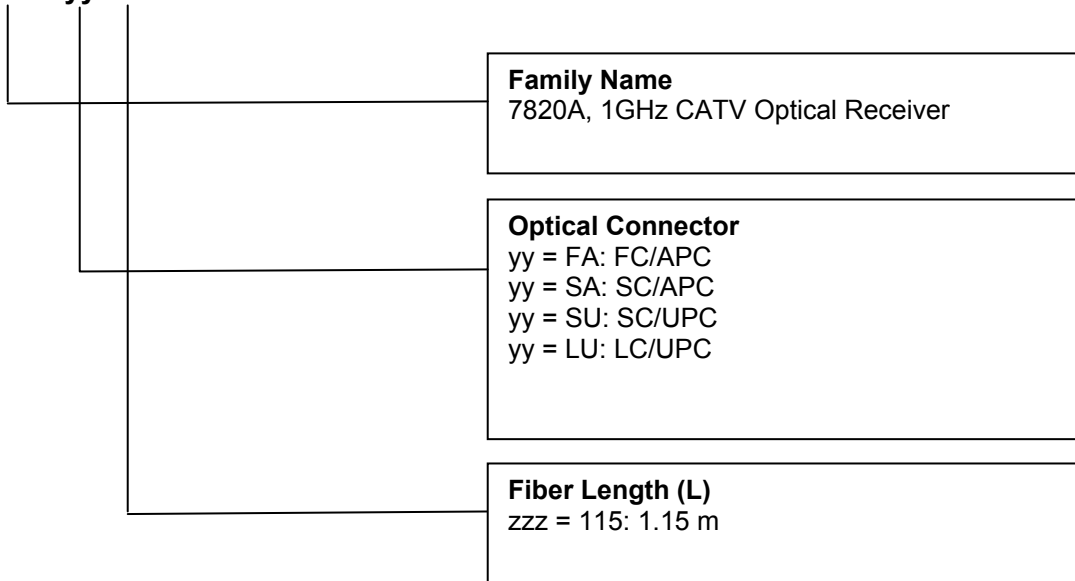 Family Name
7820A, 1GHz CATV Optical Receiver
Optical Connector
yy = FA: FC/APC
yy = SA: SC/APC
yy = SU: SC/UPC
yy = LU: LC/UPC
Fiber Length (L)
zzz = 115: 1.15 m